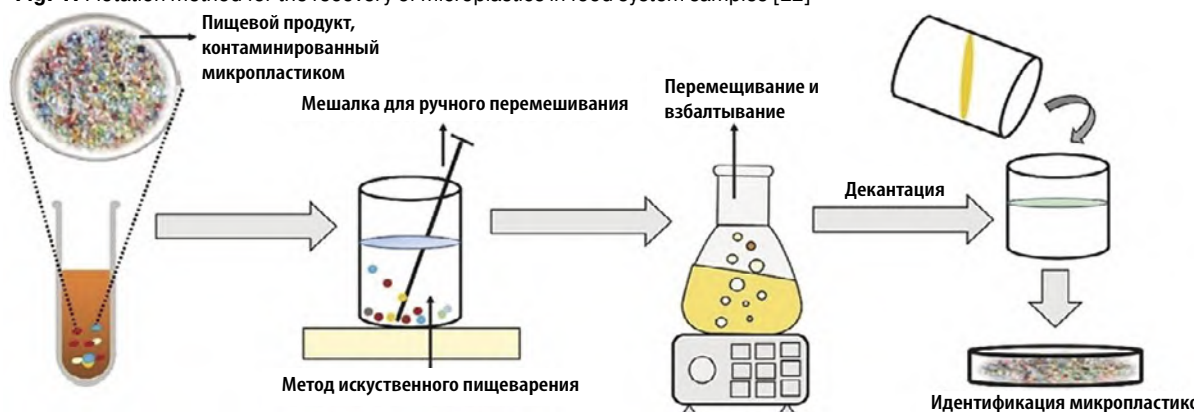 Fig. 1. Flotation method for the recovery of microplastics in food system samples [22]
Пищевой продукт,
контаминированный
микропластиком
Мешалка для ручного перемешивания
Перемещивание и
взбалтывание
Декантация
Метод искуственного пищеварения
Идентификация микропластико